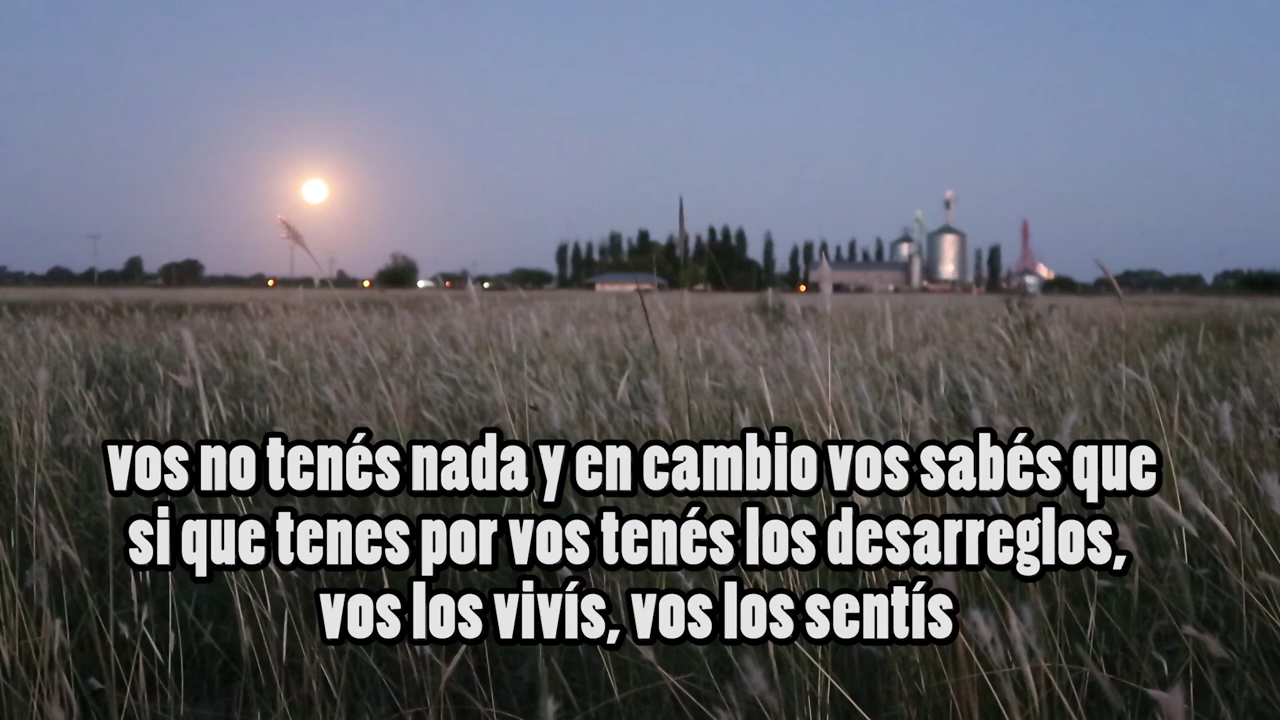 vos no tenés nada y en cambio vos sabés que
si que tenes por vos tenés los desarreglos,
vos los vivís, vos los sentís